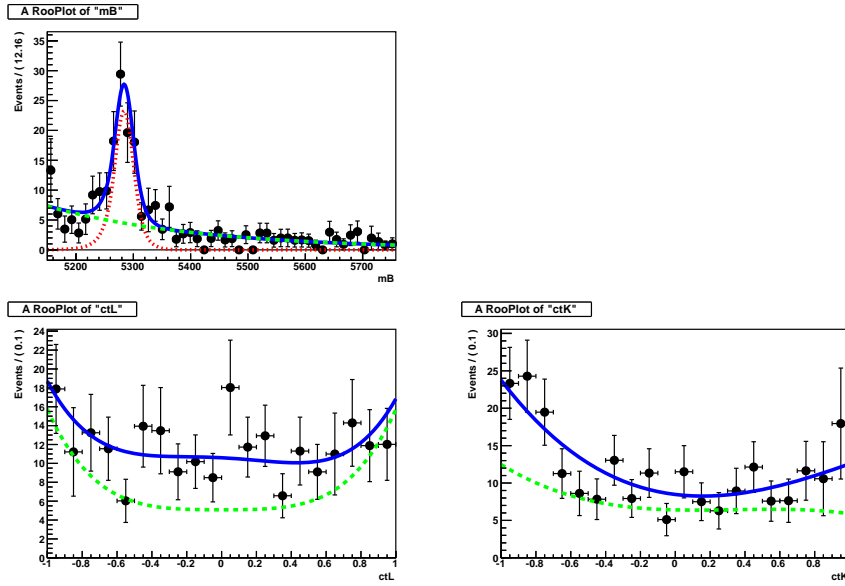 A RooPlot of "mB"
Events / ( 12.16 )
35
30
25
20
15
10
5
0
5200 5300 5400 5500 5600 5700
mB
A RooPlot of "ctL"
Events / ( 0.1 )
24
22
20
18
16
14
12
10
8
6
4
2
0
-1 -0.8 -0.6 -0.4 -0.2 0 0.2 0.4 0.6 0.8 1
ctL
A RooPlot of "ctK"
Events / ( 0.1 )
30
25
20
15
10
5
0
-1 -0.8 -0.6 -0.4 -0.2 0 0.2 0.4 0.6 0.8
ctK